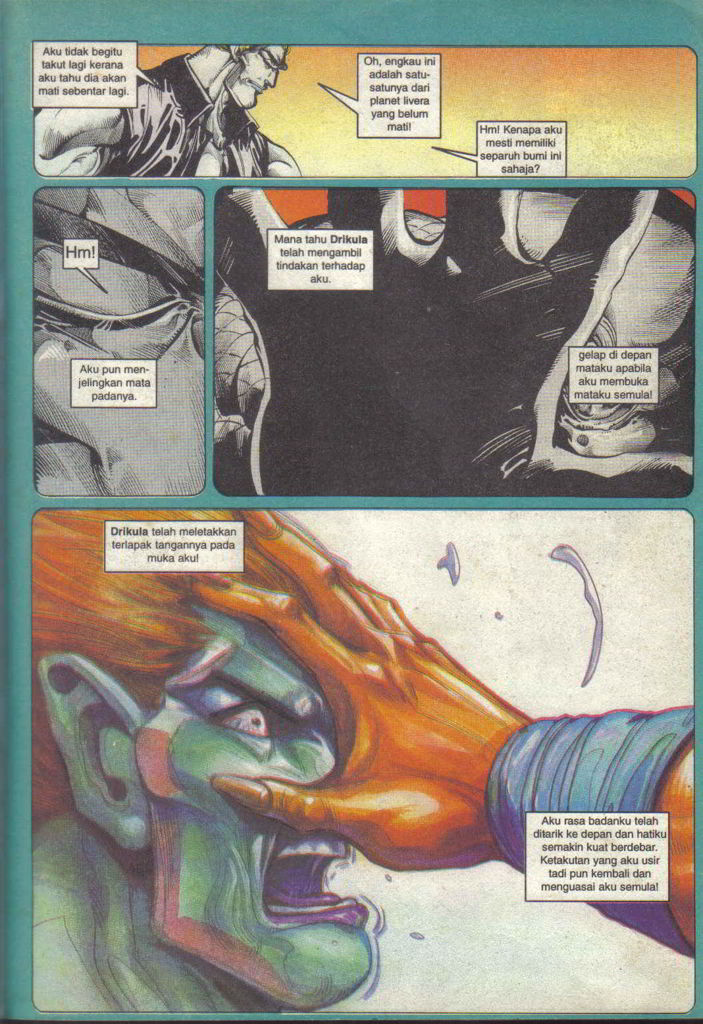 Aku tidak begitu
takut lagi kerana
aku tahu dia akan
mati sebentar lagi.
Oh, engkau ini
adalah satu-
satunya dari
planet livera
yang belum
mati!
Hm! Kenapa aku
mesti memiliki
separuh bumi ini
sahaja?
Hm!
Aku pun men-
jelingkan mata
padanya.
Mana tahu Drikula
telah mengambil
tindakan terhadap
aku.
gelap di depan
mataku apabila
aku membuka
mataku semula!
Drikula telah meletakkan
terlapak tangannya pada
muka aku!
Aku rasa badanku telah
ditarik ke depan dan hatiku
semakin kuat berdebar.
Ketakutan yang aku usir
tadi pun kembali dan
menguasai aku semula!